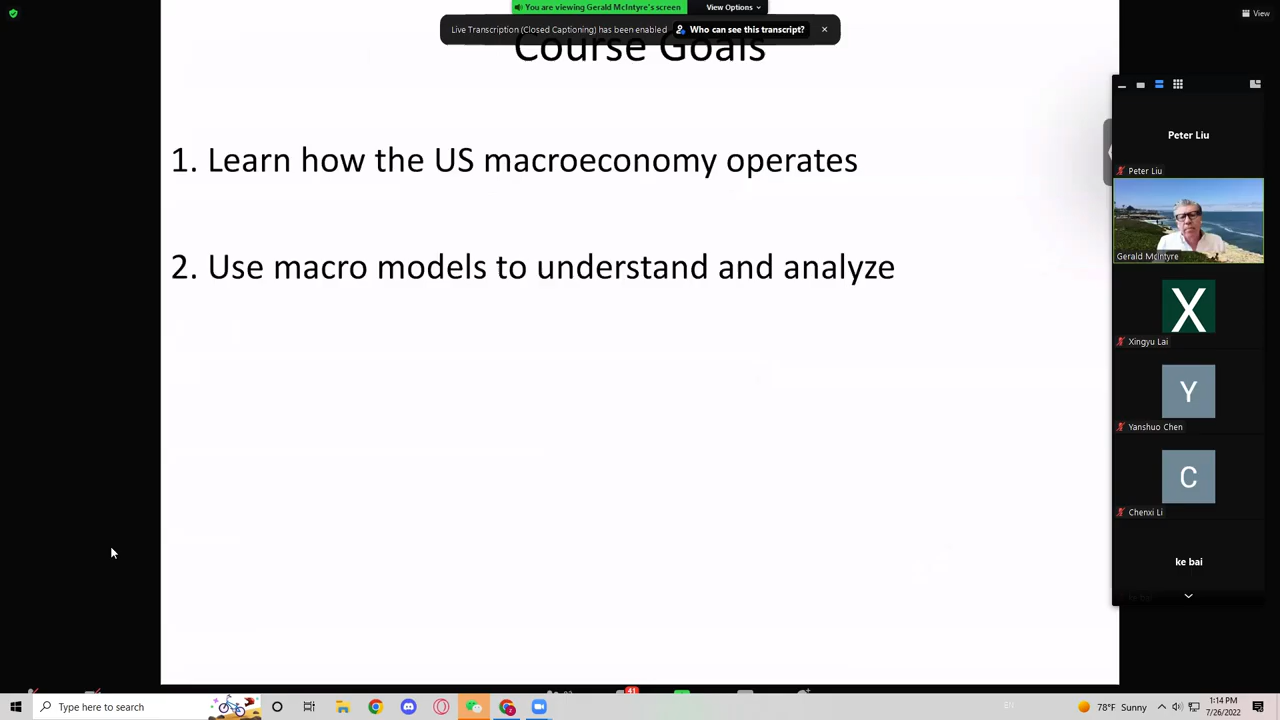 You are viewing Gerald McIntyre's screen
View Options
View
Live Transcription (Closed Captioning) has been enabled
Who can see this transcript?
Course Goals
1. Learn how the US macroeconomy operates
2. Use macro models to understand and analyze
Peter Liu
Peter Liu
Gerald McIntyre
X
Xingyu Lai
Y
Yanshuo Chen
C
Chenxi Li
ke bai
ke bai
41
Type here to search
78°F Sunny
1:14 PM
7/26/2022